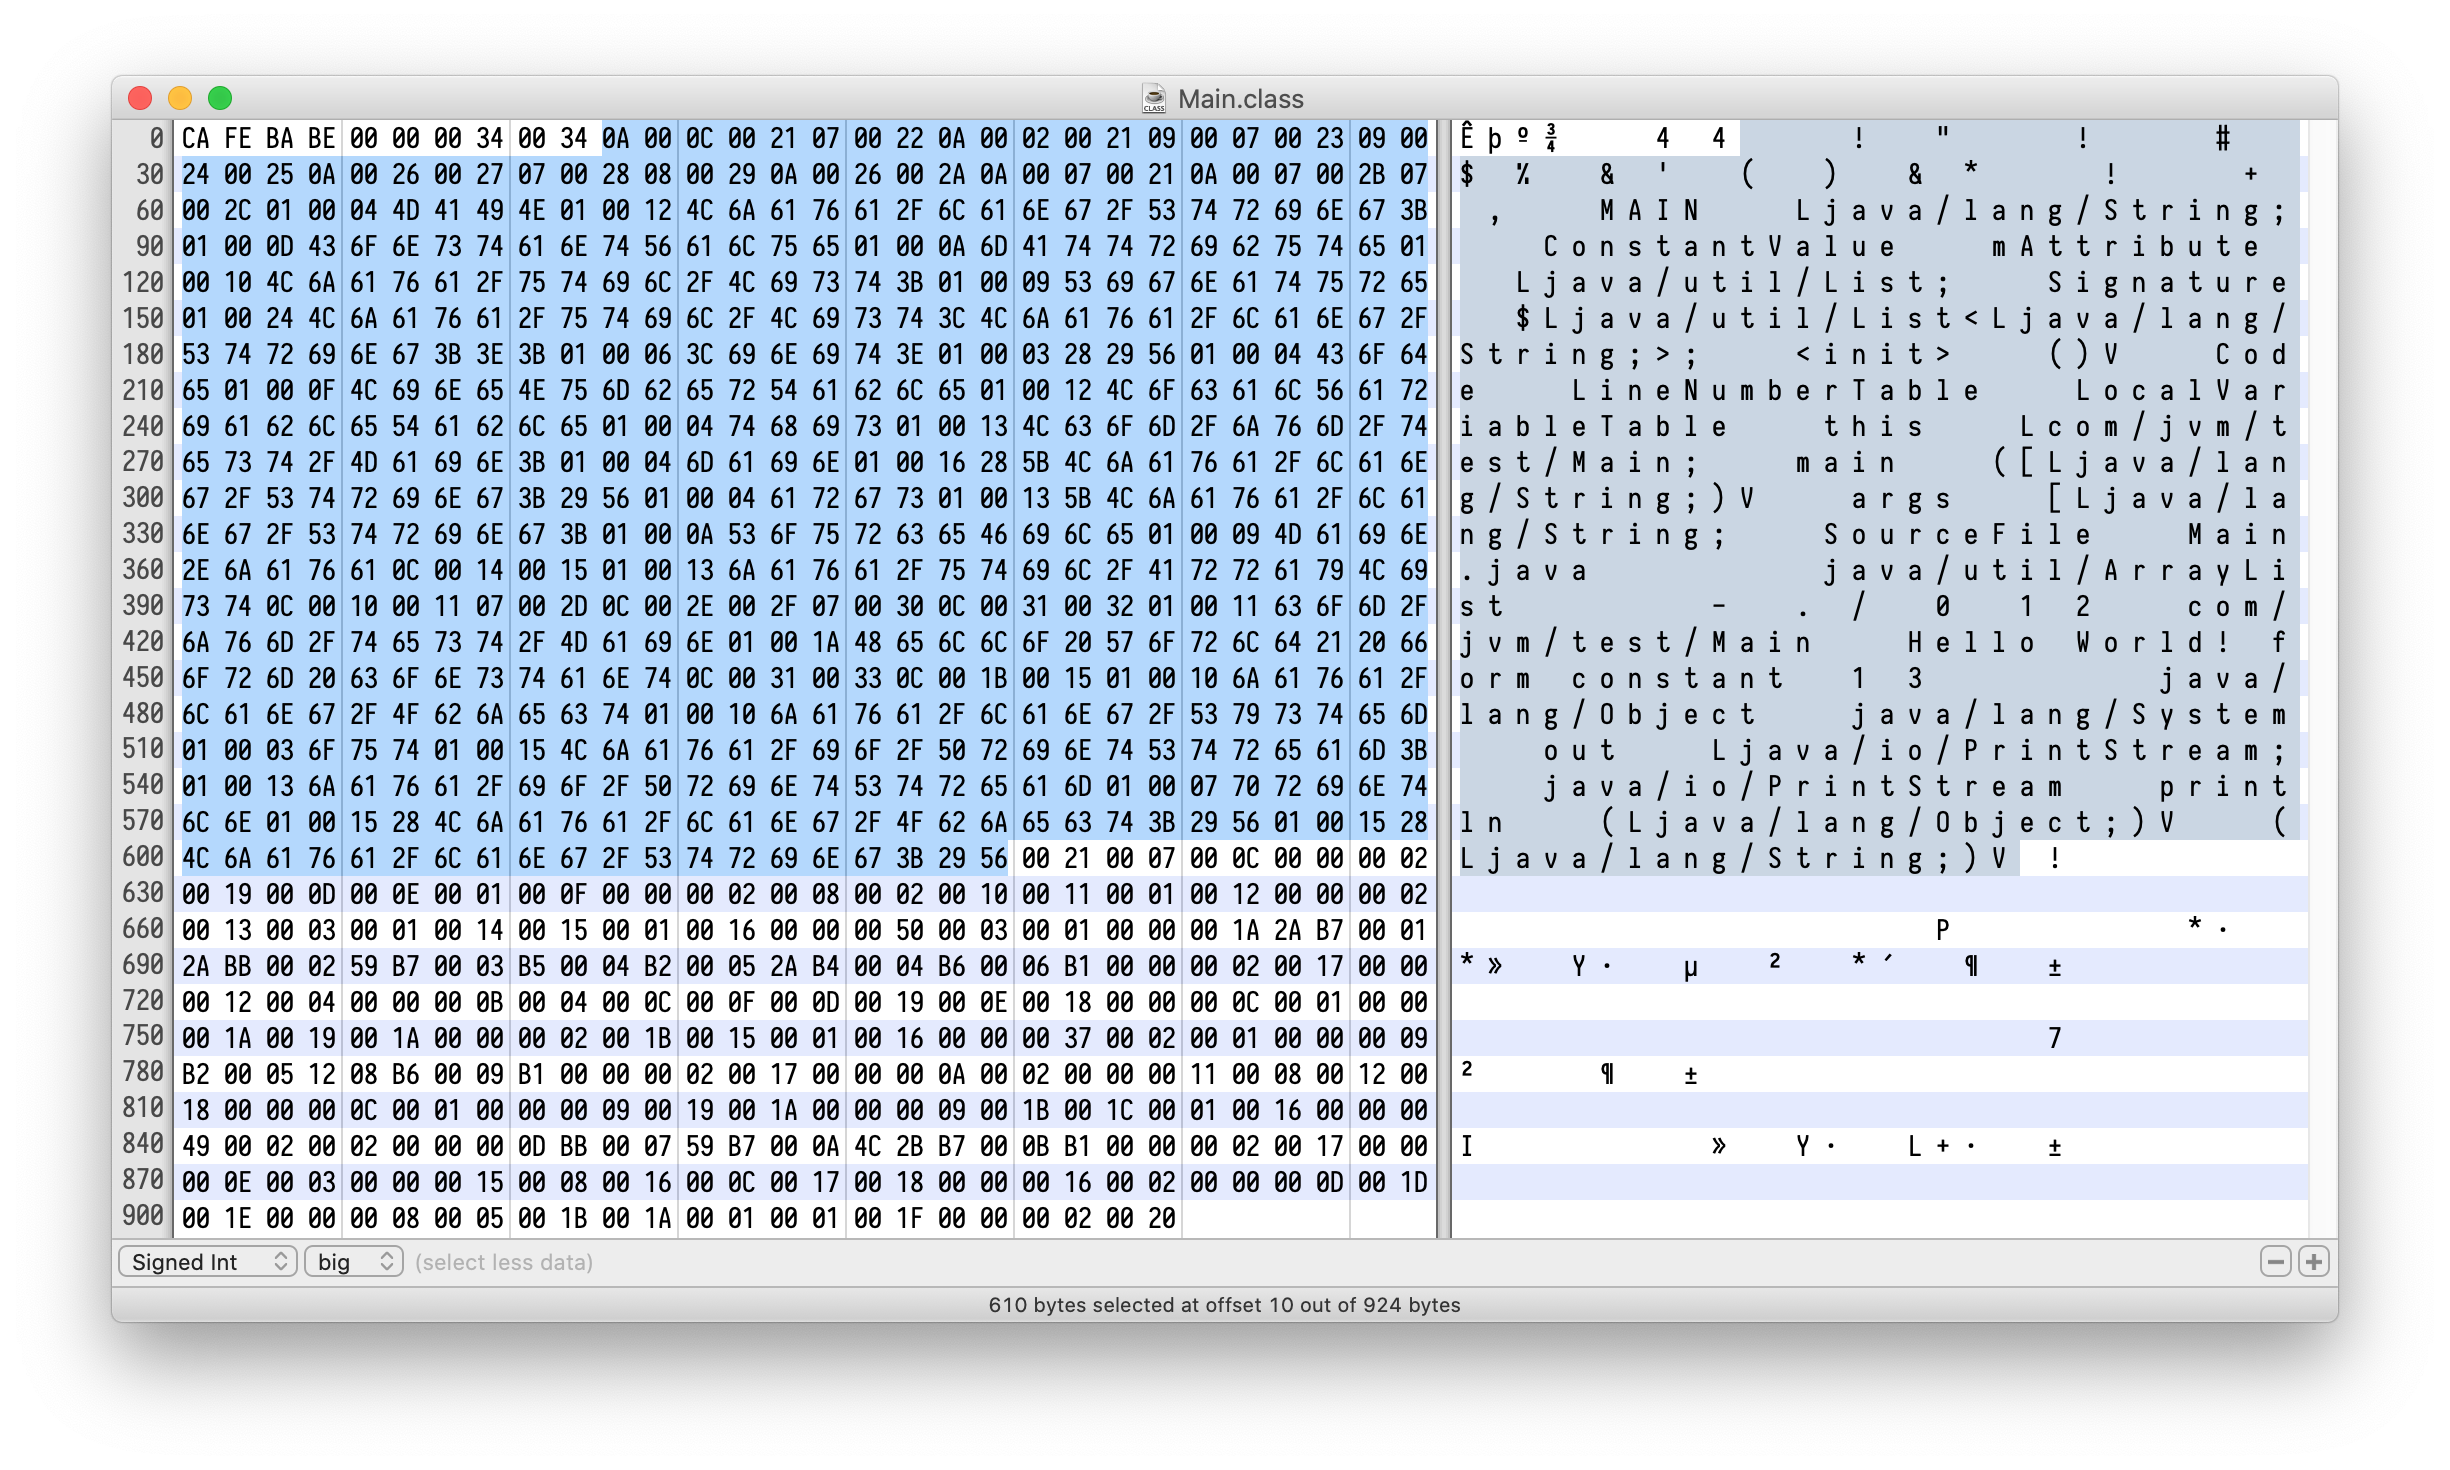 Main.class
0 CA FE BA BE 00 00 00 34 00 34 0A 00 0C 00 21 07 00 22 0A 00 02 00 21 09 00 07 00 23 09 00 Ê þ º ¾ 4 4 ! " ! #
30 24 00 25 0A 00 26 00 27 07 00 28 08 00 29 0A 00 26 00 2A 0A 00 07 00 21 0A 00 07 00 2B 07 $ % & ' ( ) & * ! +
60 00 2C 01 00 04 4D 41 49 4E 01 00 12 4C 6A 61 76 61 2F 6C 61 6E 67 2F 53 74 72 69 6E 67 3B , MAIN Ljava/lang/String;
90 01 00 0D 43 6F 6E 73 74 61 6E 74 56 61 6C 75 65 01 00 0A 6D 41 74 74 72 69 62 75 74 65 01 ConstantValue mAttribute
120 00 10 4C 6A 61 76 61 2F 75 74 69 6C 2F 4C 69 73 74 3B 01 00 09 53 69 67 6E 61 74 75 72 65 Ljava/util/List; Signature
150 01 00 24 4C 6A 61 76 61 2F 75 74 69 6C 2F 4C 69 73 74 3C 4C 6A 61 76 61 2F 6C 61 6E 67 2F $Ljava/util/List<Ljava/lang/
180 53 74 72 69 6E 67 3B 3E 3B 01 00 06 3C 69 6E 69 74 3E 01 00 03 28 29 56 01 00 04 43 6F 64 String;>; <init> ()V Cod
210 65 01 00 0F 4C 69 6E 65 4E 75 6D 62 65 72 54 61 62 6C 65 01 00 12 4C 6F 63 61 6C 56 61 72 e LineNumberTable LocalVar
240 69 61 62 6C 65 54 61 62 6C 65 01 00 04 74 68 69 73 01 00 13 4C 63 6F 6D 2F 6A 76 6D 2F 74 iableTable this Lcom/jvm/t
270 65 73 74 2F 4D 61 69 6E 3B 01 00 04 6D 61 69 6E 01 00 16 28 5B 4C 6A 61 76 61 2F 6C 61 6E est/Main; main ([Ljava/lan
300 67 2F 53 74 72 69 6E 67 3B 29 56 01 00 04 61 72 67 73 01 00 13 5B 4C 6A 61 76 61 2F 6C 61 g/String;)V args [Ljava/la
330 6E 67 2F 53 74 72 69 6E 67 3B 01 00 0A 53 6F 75 72 63 65 46 69 6C 65 01 00 09 4D 61 69 6E ng/String; SourceFile Main
360 2E 6A 61 76 61 0C 00 14 00 15 01 00 13 6A 61 76 61 2F 75 74 69 6C 2F 41 72 72 61 79 4C 69 .java java/util/ArrayLi
390 73 74 0C 00 10 00 11 07 00 2D 0C 00 2E 00 2F 07 00 30 0C 00 31 00 32 01 00 11 63 6F 6D 2F st - . / 0 1 2 com/
420 6A 76 6D 2F 74 65 73 74 2F 4D 61 69 6E 01 00 1A 48 65 6C 6C 6F 20 57 6F 72 6C 64 21 20 66 jvm/test/Main Hello World! f
450 6F 72 6D 20 63 6F 6E 73 74 61 6E 74 0C 00 31 00 33 0C 00 1B 00 15 01 00 10 6A 61 76 61 2F orm constant 1 3 java/
480 6C 61 6E 67 2F 4F 62 6A 65 63 74 01 00 10 6A 61 76 61 2F 6C 61 6E 67 2F 53 79 73 74 65 6D lang/Object java/lang/System
510 01 00 03 6F 75 74 01 00 15 4C 6A 61 76 61 2F 69 6F 2F 50 72 69 6E 74 53 74 72 65 61 6D 3B out Ljava/io/PrintStream;
540 01 00 13 6A 61 76 61 2F 69 6F 2F 50 72 69 6E 74 53 74 72 65 61 6D 01 00 07 70 72 69 6E 74 java/io/PrintStream print
570 6C 6E 01 00 15 28 4C 6A 61 76 61 2F 6C 61 6E 67 2F 4F 62 6A 65 63 74 3B 29 56 01 00 15 28 ln (Ljava/lang/Object;)V (
600 4C 6A 61 76 61 2F 6C 61 6E 67 2F 53 74 72 69 6E 67 3B 29 56 00 21 00 07 00 0C 00 00 00 02 Ljava/lang/String;)V !
630 00 19 00 0D 00 0E 00 01 00 0F 00 00 00 02 00 08 00 02 00 10 00 11 00 01 00 12 00 00 00 02
660 00 13 00 03 00 01 00 14 00 15 00 01 00 16 00 00 00 50 00 03 00 01 00 00 00 1A 2A B7 00 01 P * ·
690 2A BB 00 02 59 B7 00 03 B5 00 04 B2 00 05 2A B4 00 04 B6 00 06 B1 00 00 00 02 00 17 00 00 * » Y · µ ² * ´ ¶ ±
720 00 12 00 04 00 00 00 0B 00 04 00 0C 00 0F 00 0D 00 19 00 0E 00 18 00 00 00 0C 00 01 00 00
750 00 1A 00 19 00 1A 00 00 00 02 00 1B 00 15 00 01 00 16 00 00 00 37 00 02 00 01 00 00 00 09 7
780 B2 00 05 12 08 B6 00 09 B1 00 00 00 02 00 17 00 00 00 0A 00 02 00 00 00 11 00 08 00 12 00 ² ¶ ±
810 18 00 00 00 0C 00 01 00 00 00 09 00 19 00 1A 00 00 00 09 00 1B 00 1C 00 01 00 16 00 00 00
840 49 00 02 00 02 00 00 00 0D BB 00 07 59 B7 00 0A 4C 2B B7 00 0B B1 00 00 00 02 00 17 00 00 I » Y · L + · ±
870 00 0E 00 03 00 00 00 15 00 08 00 16 00 0C 00 17 00 18 00 00 00 16 00 02 00 00 00 0D 00 1D
900 00 1E 00 00 00 08 00 05 00 1B 00 1A 00 01 00 01 00 1F 00 00 00 02 00 20
Signed Int big (select less data)
610 bytes selected at offset 10 out of 924 bytes